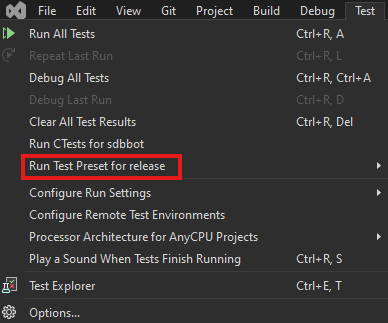 File Edit View Git Project Build Debug Test
Run All Tests Ctrl+R, A
Repeat Last Run Ctrl+R, L
Debug All Tests Ctrl+R, Ctrl+A
Debug Last Run Ctrl+R, D
Clear All Test Results Ctrl+R, Del
Run CTests for sdbbot
Run Test Preset for release
Configure Run Settings
Configure Remote Test Environments
Processor Architecture for AnyCPU Projects
Play a Sound When Tests Finish Running Ctrl+R, S
Test Explorer Ctrl+E, T
Options...